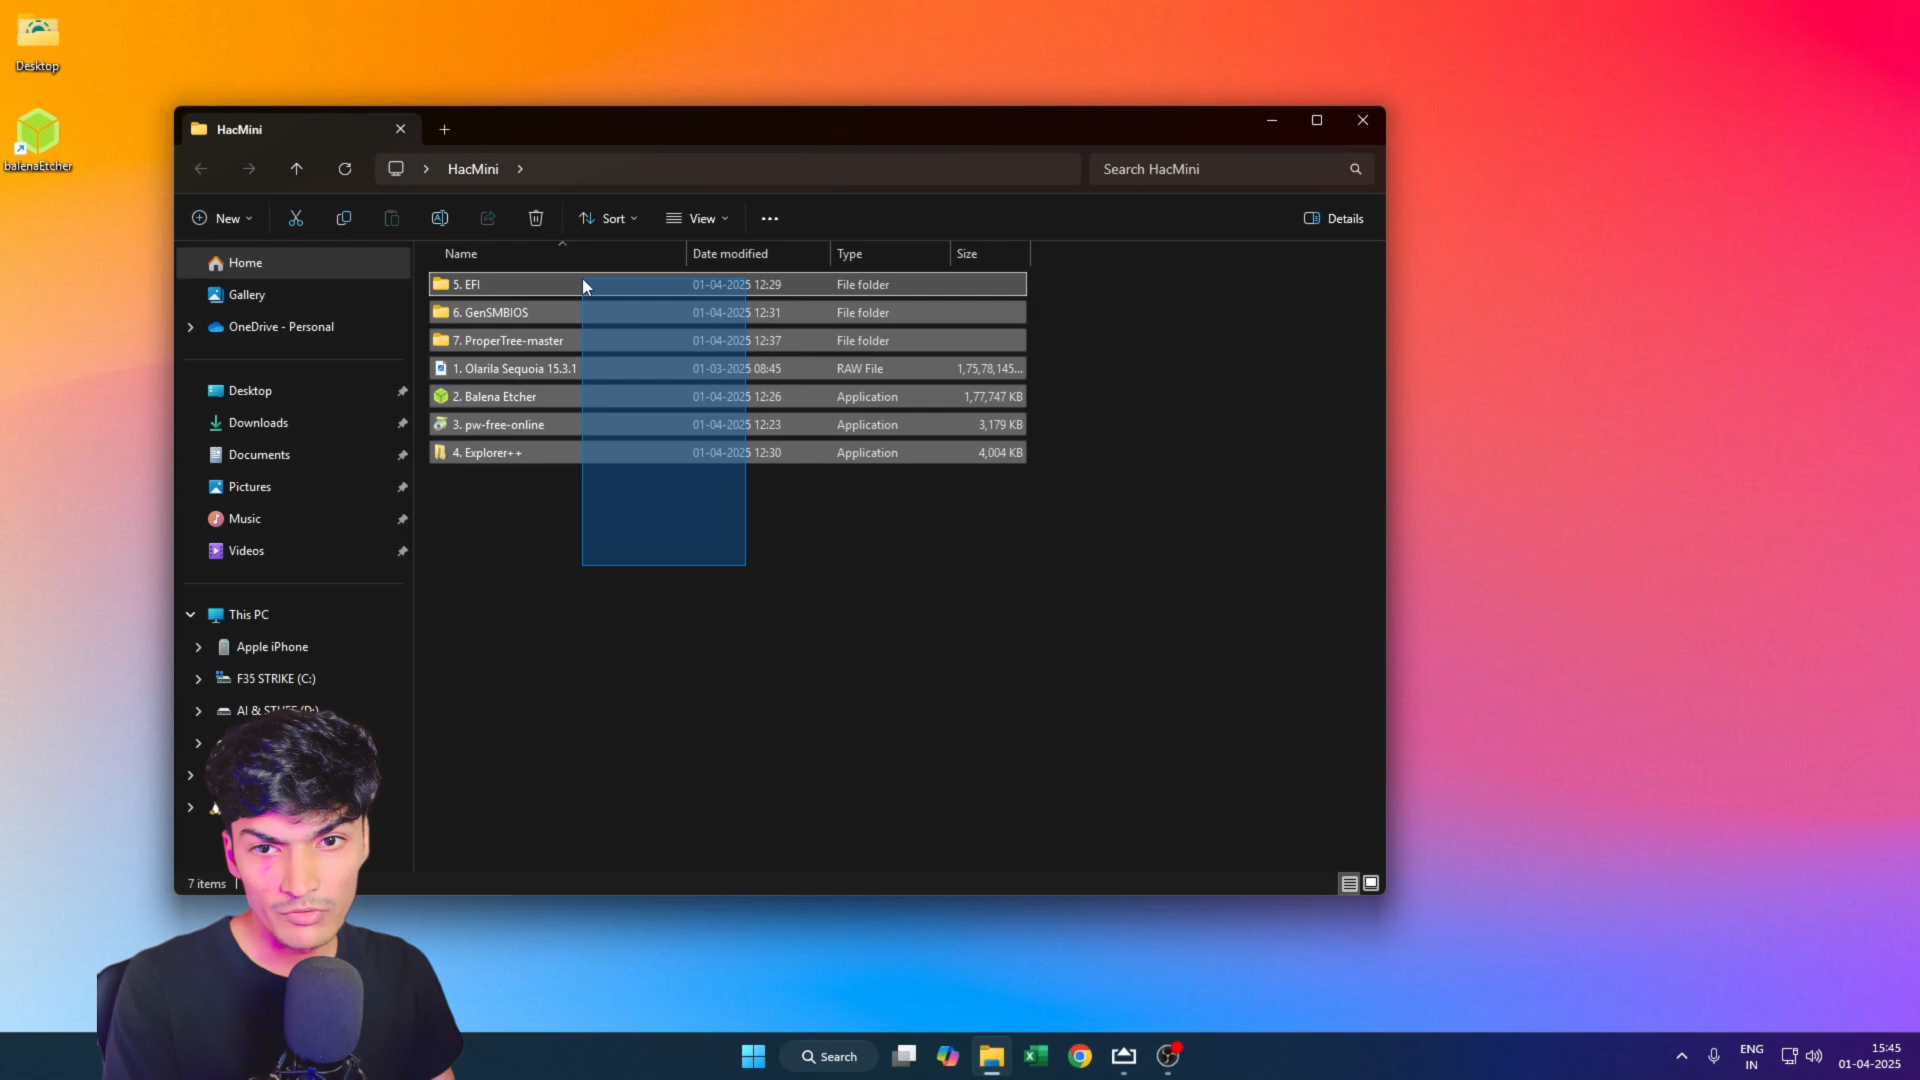 Desktop
balenaEtcher
HacMini
HacMini
Search HacMini
New
Sort
View
Details
Name
Date modified
Type
Size
Home
Gallery
OneDrive - Personal
Desktop
Downloads
Documents
Pictures
Music
Videos
This PC
Apple iPhone
F35 STRIKE (C:)
AI & STUFF (D:)
5. EFI 01-04-2025 12:29 File folder
6. GenSMBIOS 01-04-2025 12:31 File folder
7. ProperTree-master 01-04-2025 12:37 File folder
1. Olarila Sequoia 15.3.1 01-03-2025 08:45 RAW File 1,75,78,145...
2. Balena Etcher 01-04-2025 12:26 Application 1,77,747 KB
3. pw-free-online 01-04-2025 12:23 Application 3,179 KB
4. Explorer++ 01-04-2025 12:30 Application 4,004 KB
7 items
Search
ENG
IN
15:45
01-04-2025